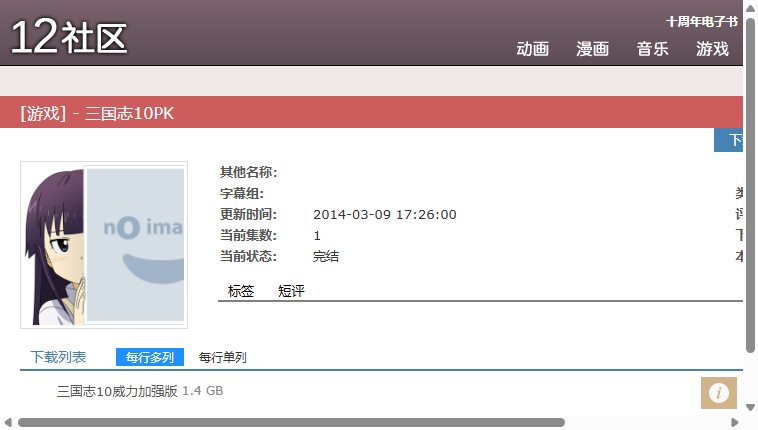 12社区
十周年电子书
动画 漫画 音乐 游戏
[游戏] - 三国志10PK
下
no ima
其他名称:
字幕组:
更新时间: 2014-03-09 17:26:00
当前集数: 1
当前状态: 完结
标签 短评
下载列表 每行多列 每行单列
三国志10威力加强版 1.4 GB